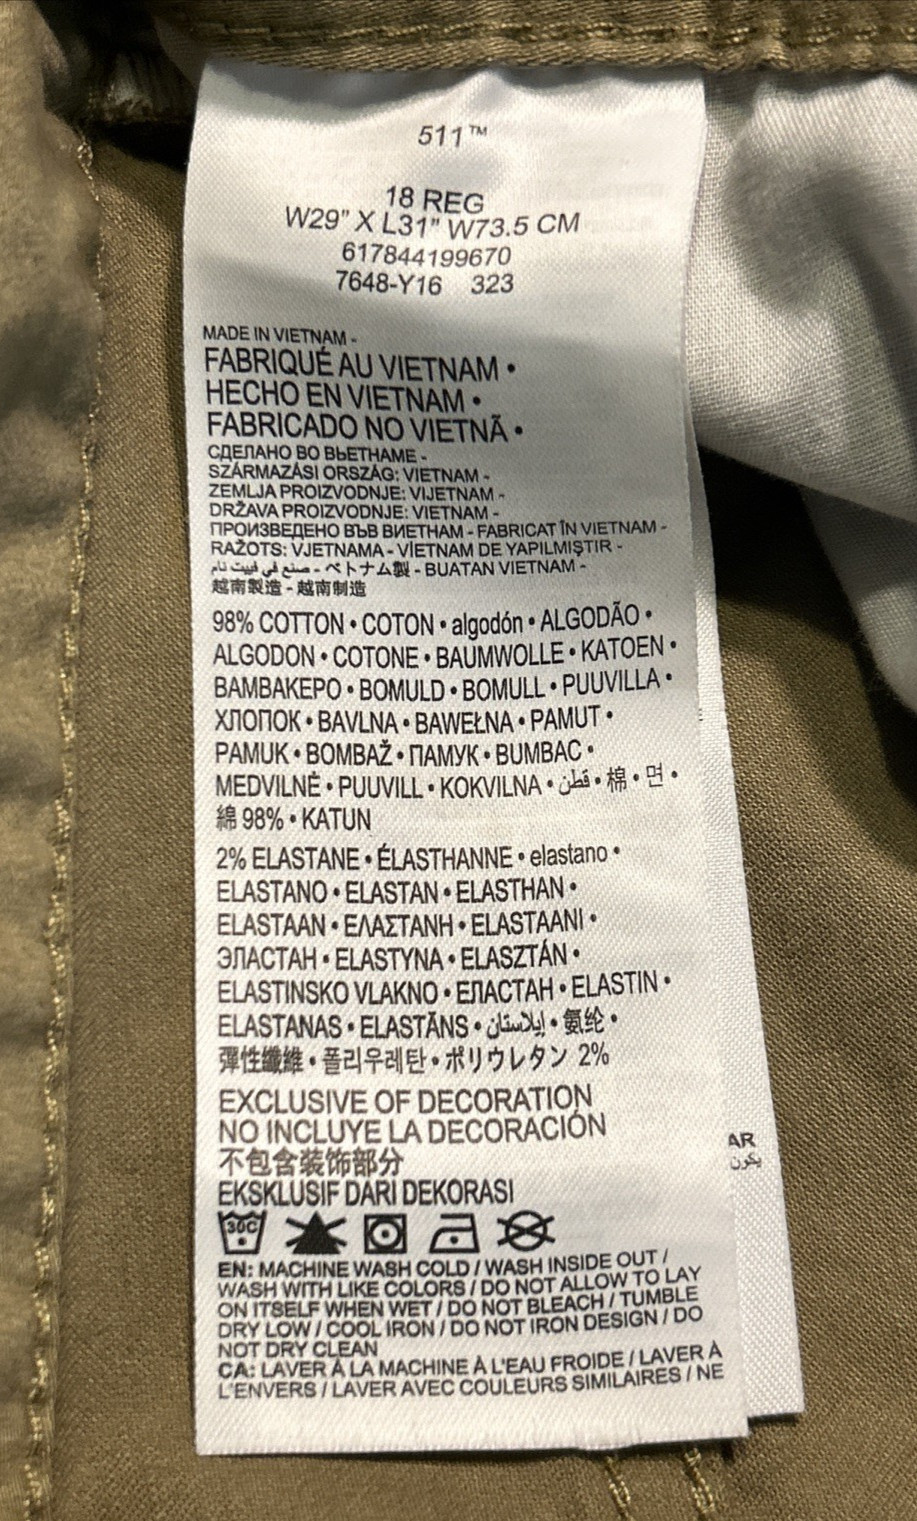 511™
18 REG
W29" X L31" W73.5 CM
617844199670
7648-Y16 323
MADE IN VIETNAM -
FABRIQUÉ AU VIETNAM •
HECHO EN VIETNAM •
FABRICADO NO VIETNÃ •
СДЕЛАНО ВО ВЬЕТНАМЕ -
SZÁRMAZÁSI ORSZÁG: VIETNAM -
ZEMLJA PROIZVODNJE: VIJETNAM -
DRŽAVA PROIZVODNJE: VIETNAM -
ПРОИЗВЕДЕНО ВЪВ ВИЕТНАМ - FABRICAT ÎN VIETNAM -
RAŽOTS: VJETNAMA - VİETNAM DE YAPILMIŞTIR -
صنع في فييت نام - ベトナム製 - BUATAN VIETNAM -
越南製造 - 越南制造
98% COTTON • COTON • algodón • ALGODÃO •
ALGODON • COTONE • BAUMWOLLE • KATOEN •
ΒΑΜΒΑΚΕΡΟ • BOMULD • BOMULL • PUUVILLA •
ХЛОПОК • BAVLNA • BAWEŁNA • PAMUT •
PAMUK • BOMBAŽ • ПАМУК • BUMBAC •
MEDVILNĖ • PUUVILL • KOKVILNA • قطن • 棉 • 면 •
綿 98% • KATUN
2% ELASTANE • ÉLASTHANNE • elastano •
ELASTANO • ELASTAN • ELASTHAN •
ELASTAAN • ΕΛΑΣΤΑΝΗ • ELASTAANI •
ЭЛАСТАН • ELASTYNA • ELASZTÁN •
ELASTINSKO VLAKNO • ЕЛАСТАН • ELASTIN •
ELASTANAS • ELASTĀNS • إيلاستان • 氨纶 •
彈性纖維 • 폴리우레탄 • ポリウレタン 2%
EXCLUSIVE OF DECORATION
NO INCLUYE LA DECORACIÓN
不包含装饰部分
EKSKLUSIF DARI DEKORASI
30C
EN: MACHINE WASH COLD / WASH INSIDE OUT /
WASH WITH LIKE COLORS / DO NOT ALLOW TO LAY
ON ITSELF WHEN WET / DO NOT BLEACH / TUMBLE
DRY LOW / COOL IRON / DO NOT IRON DESIGN / DO
NOT DRY CLEAN
CA: LAVER À LA MACHINE À L'EAU FROIDE / LAVER À
L'ENVERS / LAVER AVEC COULEURS SIMILAIRES / NE
AR
يكون